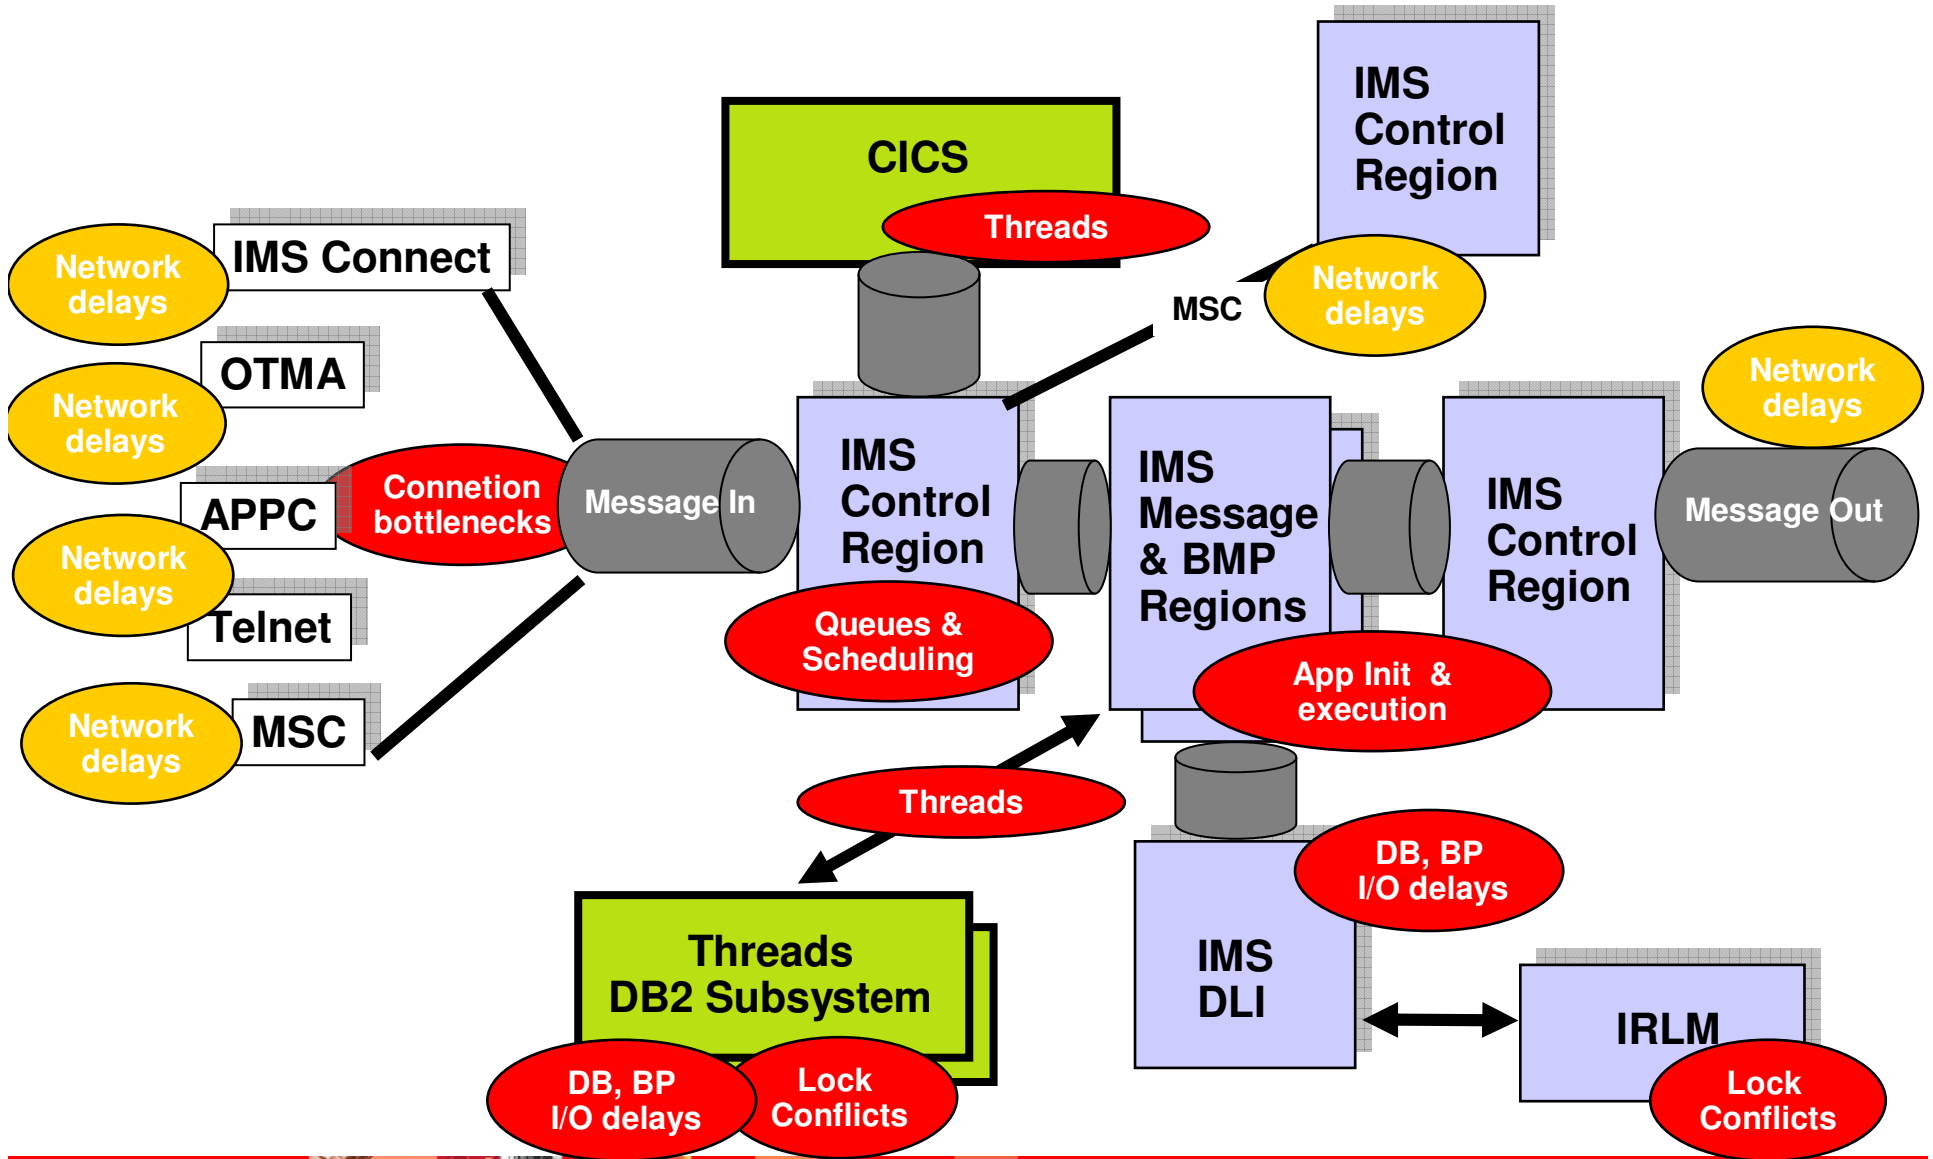 IMS
Control
Region
CICS
Threads
Network
delays
IMS Connect
Network
delays
MSC
Network
delays
OTMA
Network
delays
Network
delays
APPC
Connetion
bottlenecks
Message In
IMS
Control
Region
IMS
Message
& BMP
Regions
IMS
Control
Region
Message Out
Network
delays
Telnet
Queues &
Scheduling
App Init &
execution
Network
delays
MSC
Threads
DB, BP
I/O delays
Threads
DB2 Subsystem
IMS
DLI
IRLM
DB, BP
I/O delays
Lock
Conflicts
Lock
Conflicts